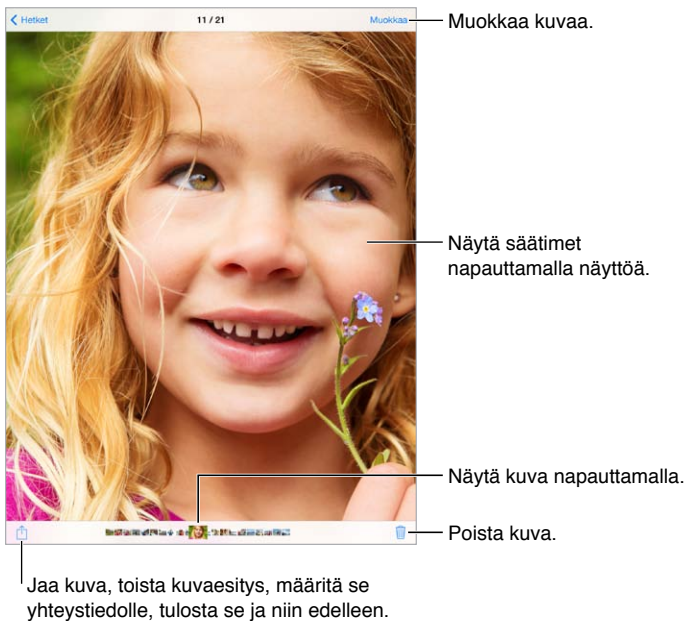 Hetket 11 / 21 Muokkaa
Muokkaa kuvaa.
Näytä säätimet
napauttamalla näyttöä.
Näytä kuva napauttamalla.
Poista kuva.
Jaa kuva, toista kuvaesitys, määritä se
yhteystiedolle, tulosta se ja niin edelleen.